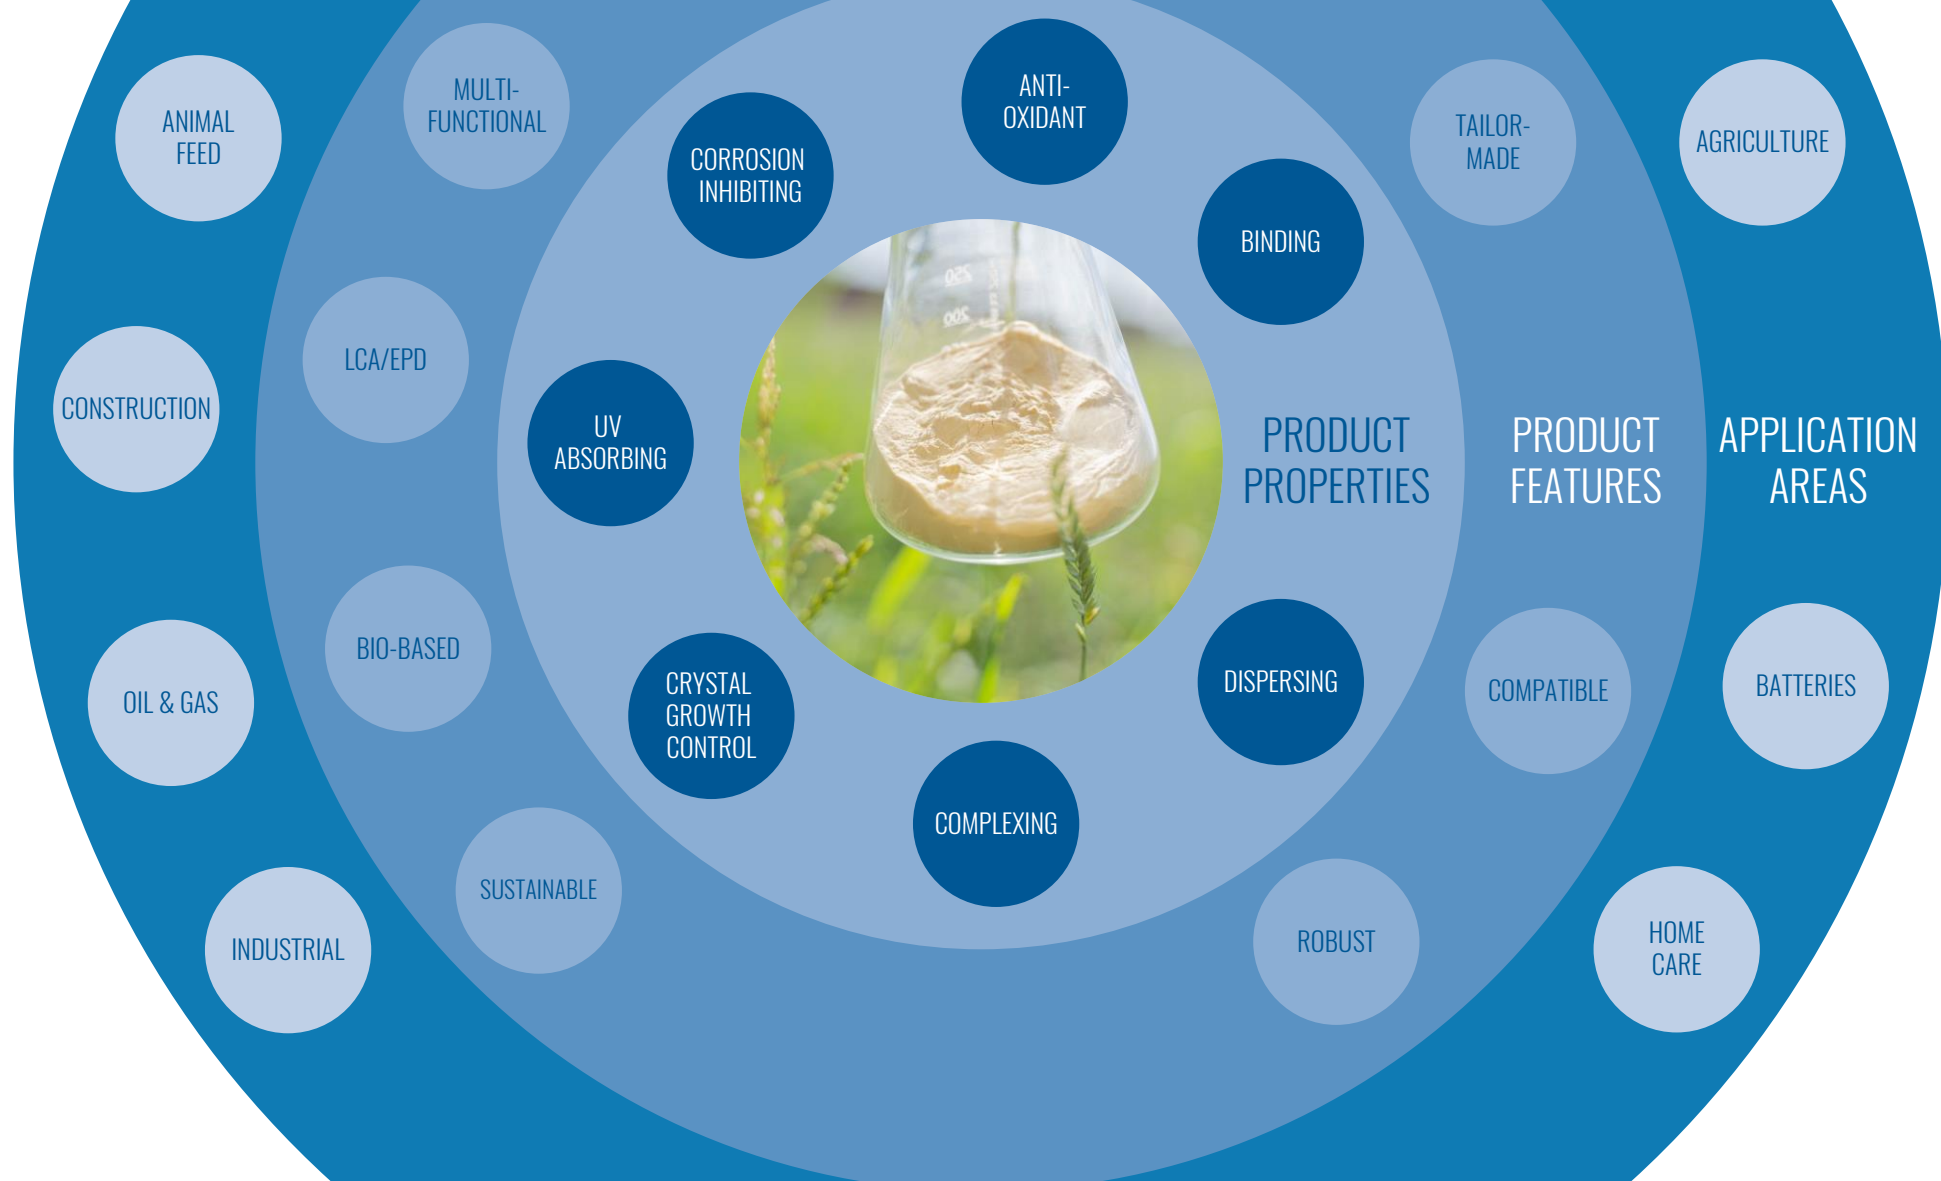 ANIMAL
FEED
MULTI-
FUNCTIONAL
CORROSION
INHIBITING
ANTI-
OXIDANT
TAILOR-
MADE
AGRICULTURE
BINDING
250
200
LCA/EPD
CONSTRUCTION
UV
ABSORBING
PRODUCT
PROPERTIES
PRODUCT
FEATURES
APPLICATION
AREAS
BIO-BASED
OIL & GAS
CRYSTAL
GROWTH
CONTROL
DISPERSING
COMPATIBLE
BATTERIES
COMPLEXING
SUSTAINABLE
INDUSTRIAL
ROBUST
HOME
CARE